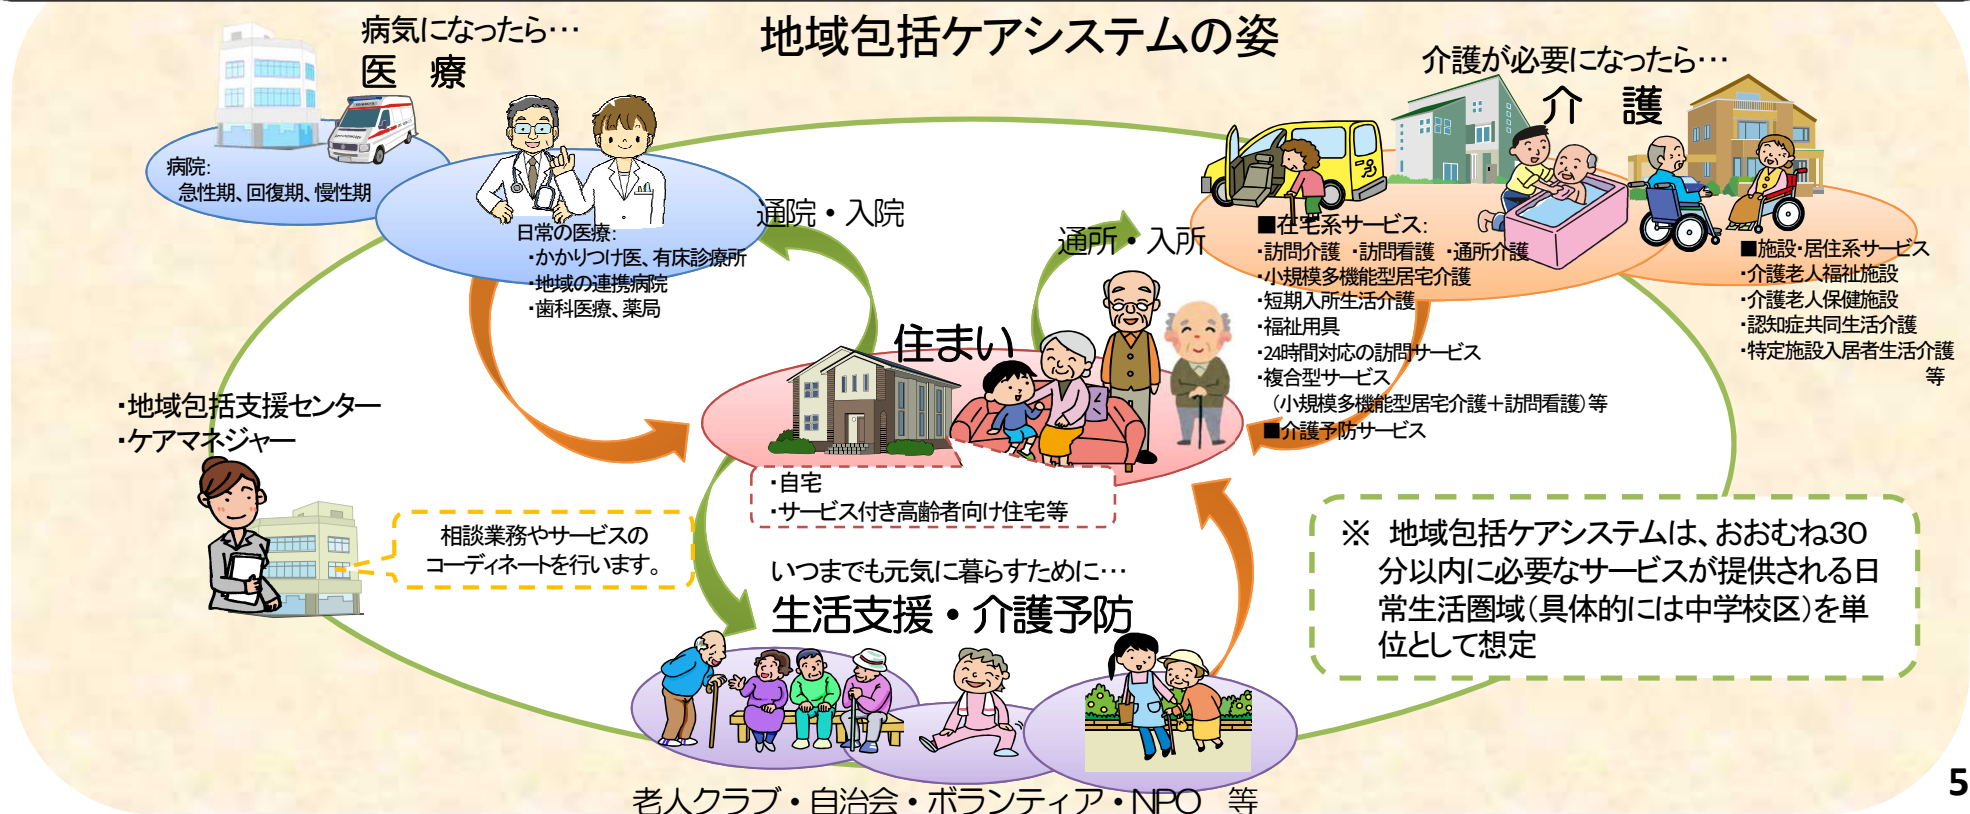 地域包括ケアシステムの姿
病気になったら…
医 療
病院:
急性期、回復期、慢性期
日常の医療:
・かかりつけ医、有床診療所
・地域の連携病院
・歯科医療、薬局
通院・入院
通所・入所
介護が必要になったら…
介 護
■在宅系サービス:
・訪問介護 ・訪問看護 ・通所介護
・小規模多機能型居宅介護
・短期入所生活介護
・福祉用具
・24時間対応の訪問サービス
・複合型サービス
（小規模多機能型居宅介護＋訪問看護）等
■介護予防サービス
■施設・居住系サービス
・介護老人福祉施設
・介護老人保健施設
・認知症共同生活介護
・特定施設入居者生活介護
等
住まい
・自宅
・サービス付き高齢者向け住宅等
・地域包括支援センター
・ケアマネジャー
相談業務やサービスの
コーディネートを行います。
いつまでも元気に暮らすために…
生活支援・介護予防
老人クラブ・自治会・ボランティア・NPO 等
※ 地域包括ケアシステムは、おおむね30
分以内に必要なサービスが提供される日
常生活圏域（具体的には中学校区）を単
位として想定
5